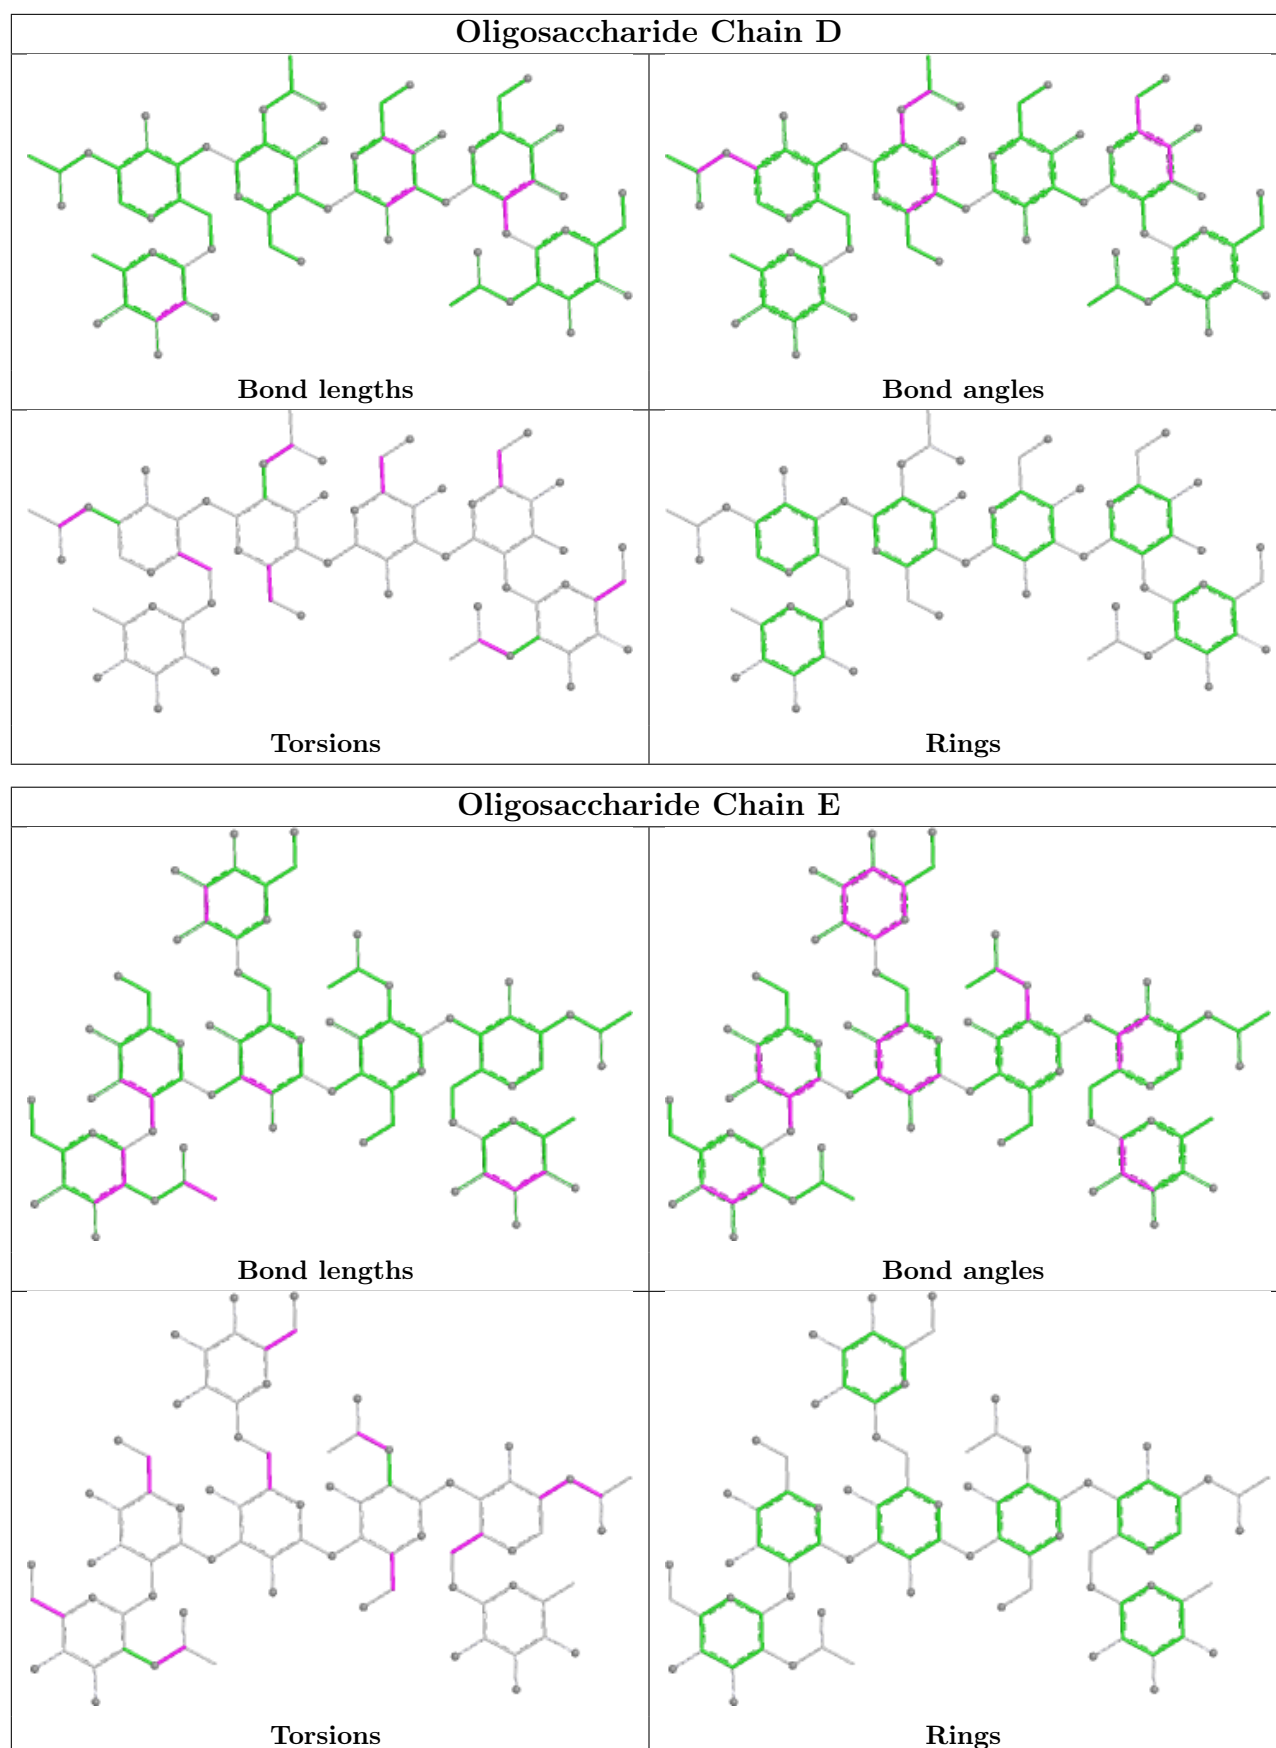 Oligosaccharide Chain D
Bond lengths
Bond angles
Torsions
Rings
Oligosaccharide Chain E
Bond lengths
Bond angles
Torsions
Rings